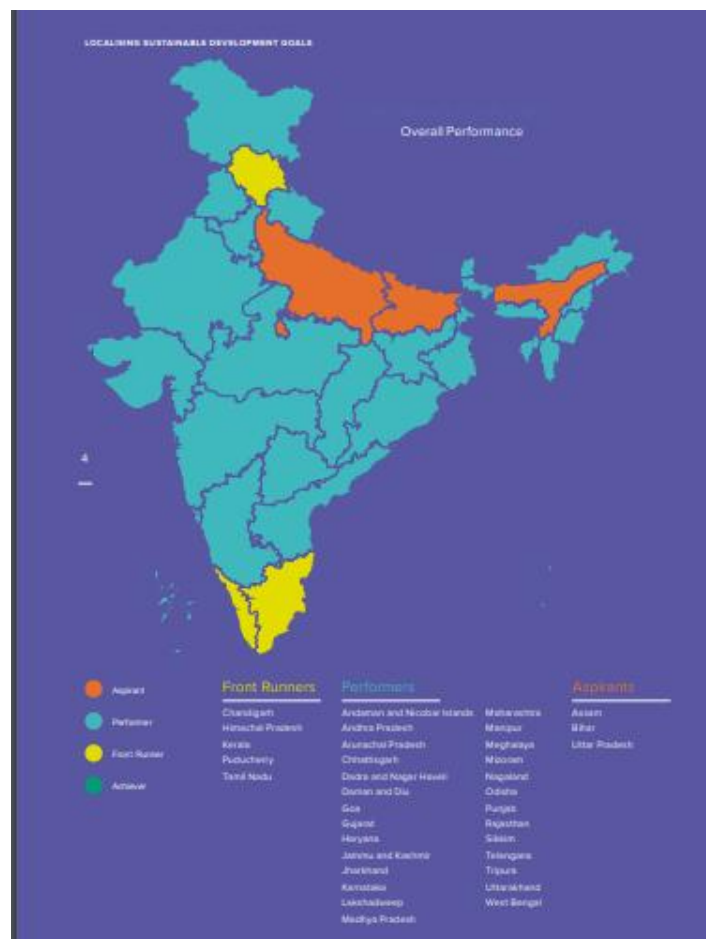 LOCALISING SUSTAINABLE DEVELOPMENT GOALS
Overall Performance
4
Aspirant
Performer
Front Runner
Achiever
Front Runners
Chandigarh
Himachal Pradesh
Kerala
Puducherry
Tamil Nadu
Performers
Andaman and Nicobar Islands
Andhra Pradesh
Arunachal Pradesh
Chhattisgarh
Dadra and Nagar Haveli
Daman and Diu
Goa
Gujarat
Haryana
Jammu and Kashmir
Jharkhand
Karnataka
Lakshadweep
Madhya Pradesh
Maharashtra
Manipur
Meghalaya
Mizoram
Nagaland
Odisha
Punjab
Rajasthan
Sikkim
Telangana
Tripura
Uttarakhand
West Bengal
Aspirants
Assam
Bihar
Uttar Pradesh